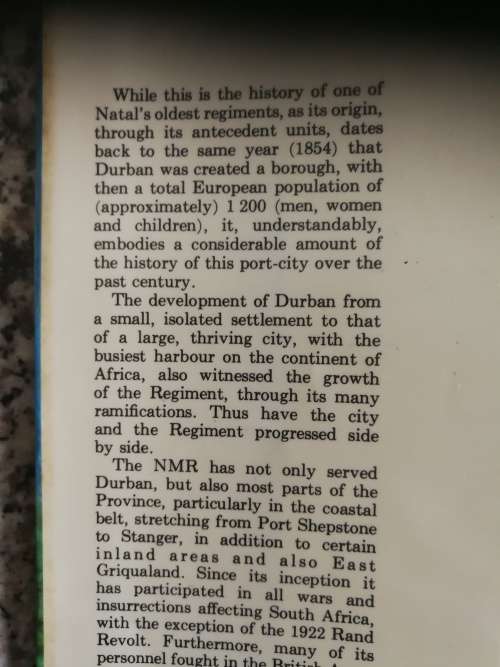 While this is the history of one of
Natal's oldest regiments, as its origin,
through its antecedent units, dates
back to the same year (1854) that
Durban was created a borough, with
then a total European population of
(approximately) 1 200 (men, women
and children), it, understandably,
embodies a considerable amount of
the history of this port-city over the
past century.
The development of Durban from
a small, isolated settlement to that
of a large, thriving city, with the
busiest harbour on the continent of
Africa, also witnessed the growth
of the Regiment, through its many
ramifications. Thus have the city
and the Regiment progressed side
by side.
The NMR has not only served
Durban, but also most parts of the
Province, particularly in the coastal
belt, stretching from Port Shepstone
to Stanger, in addition to certain
inland areas and also East
Griqualand. Since its inception it
has participated in all wars and
insurrections affecting South Africa,
with the exception of the 1922 Rand
Revolt. Furthermore, many of its
personnel fought in the British